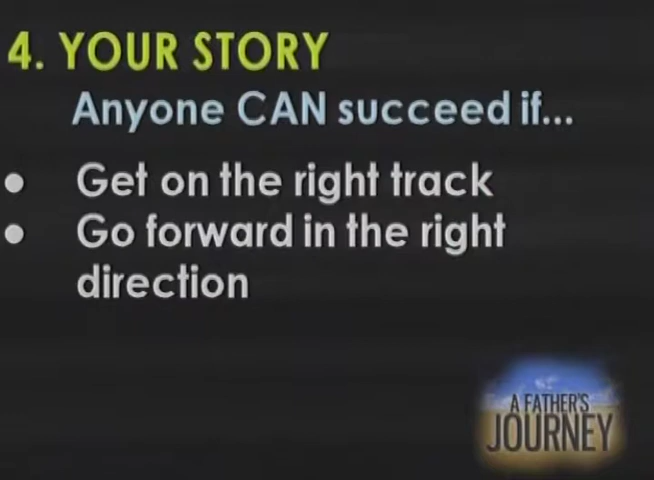 4. YOUR STORY
Anyone CAN succeed if...
• Get on the right track
• Go forward in the right
direction
A FATHER'S
JOURNEY